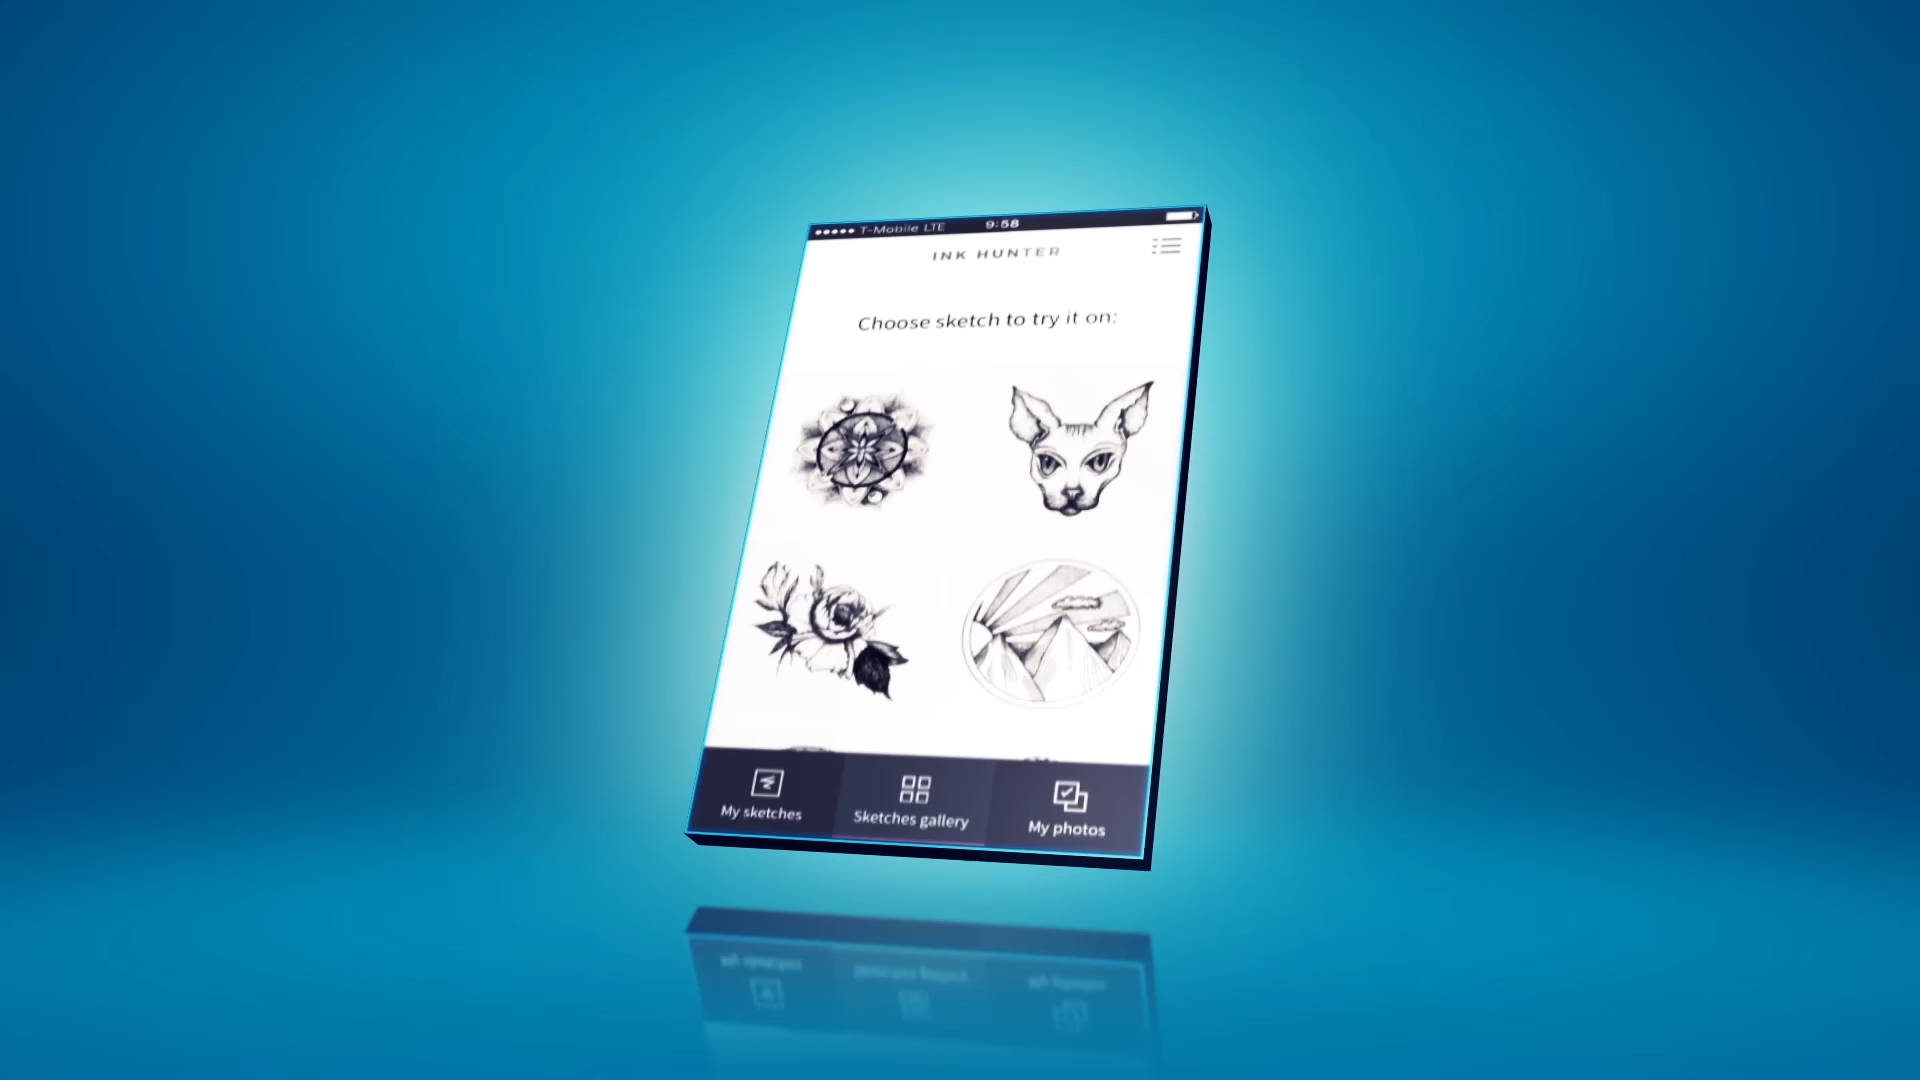 T-Mobile LTE 9:58
INK HUNTER
Choose sketch to try it on:
My sketches
Sketches gallery
My photos